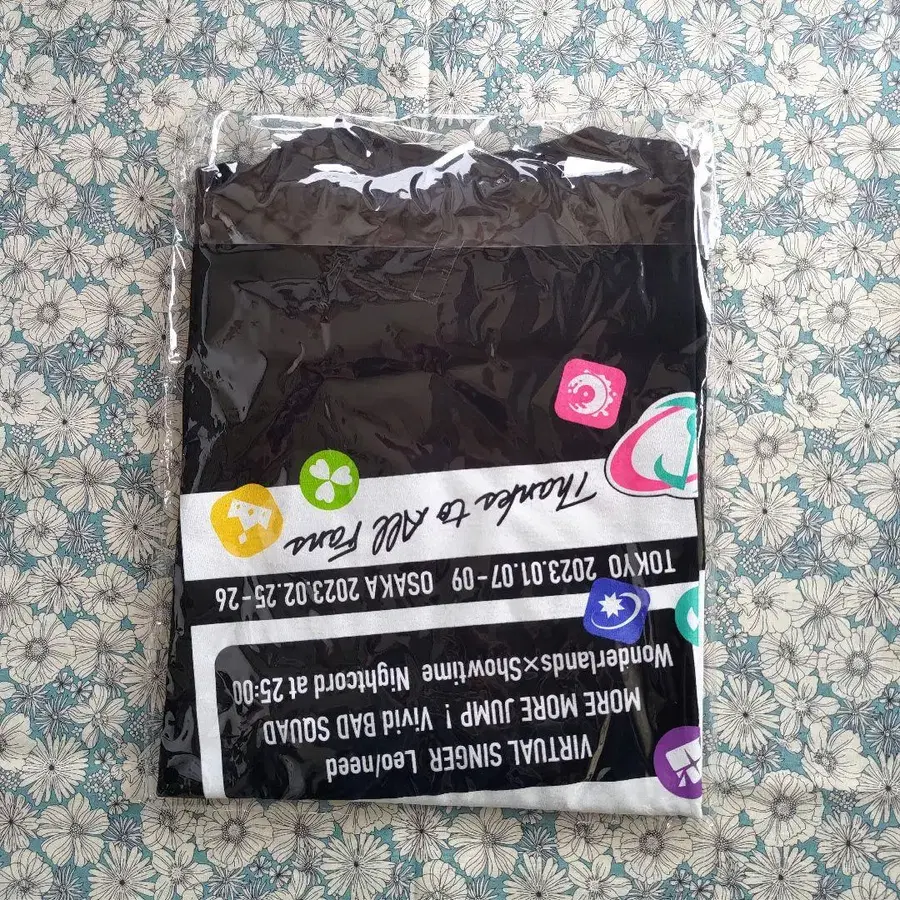 VIRTUAL SINGER Leo/need
MORE MORE JUMP! Vivid BAD SQUAD
Wonderlands×Showtime Nightcord at 25:00
TOKYO 2023.01.07-09 OSAKA 2023.02.25-26
Thanks to All Fans